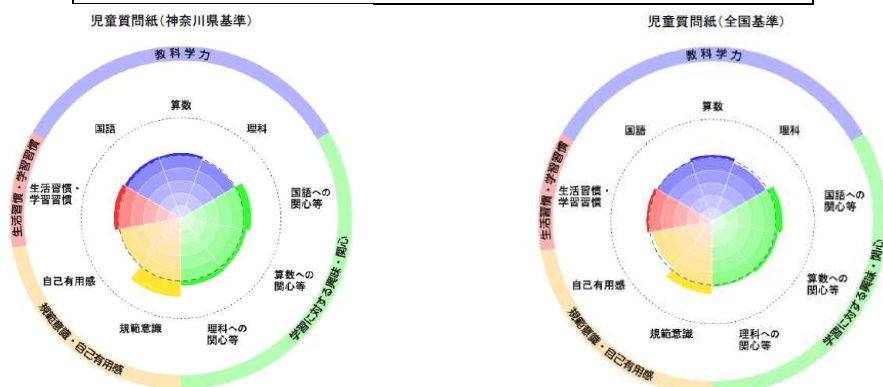 児童質問紙(神奈川県基準)
教科学力
算数
国語
理科
生活習慣・学習習慣
生活習慣・
学習習慣
国語への
関心等
自己有用感
算数への
関心等
規範意識
理科への
関心等
規範意識・自己有用感
学習に対する興味・関心
児童質問紙(全国基準)
教科学力
算数
国語
理科
生活習慣・学習習慣
生活習慣・
学習習慣
国語への
関心等
自己有用感
算数への
関心等
規範意識
理科への
関心等
規範意識・自己有用感
学習に対する興味・関心